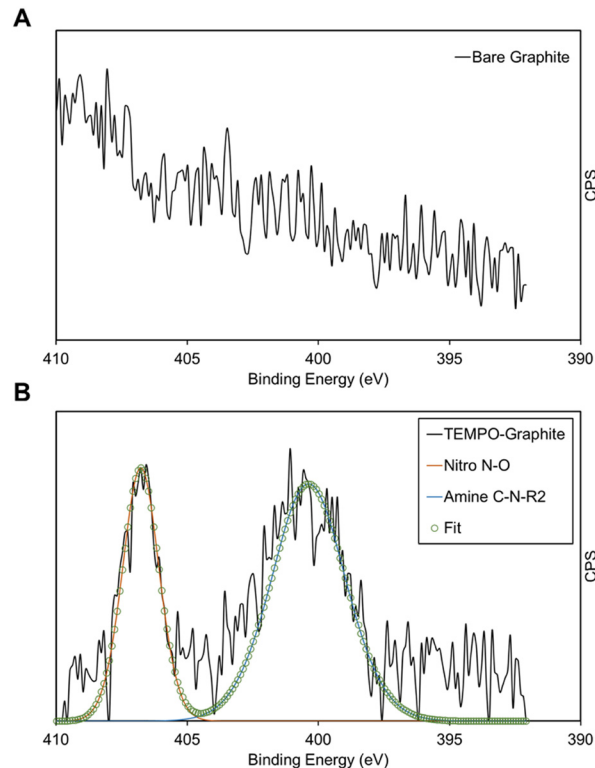 A
Bare Graphite
CPS
410 405 400 395 390
Binding Energy (eV)
B
TEMPO-Graphite
Nitro N-O
Amine C-N-R2
Fit
CPS
410 405 400 395 390
Binding Energy (eV)